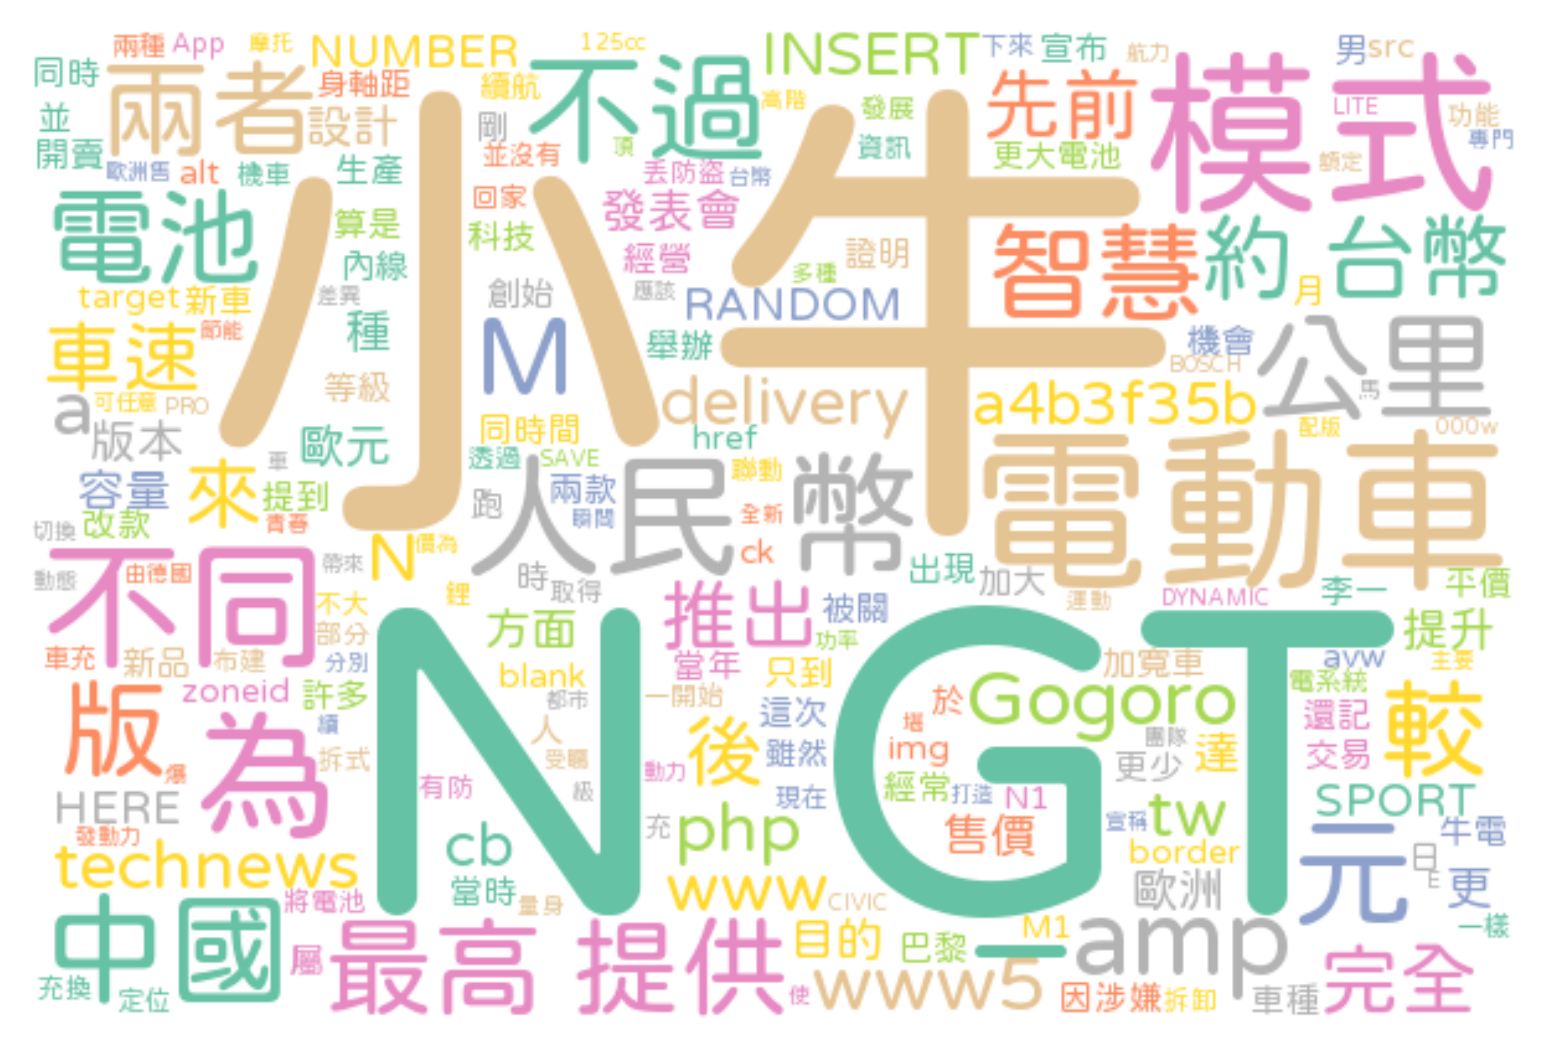 兩種 App 摩托 NUMBER 125cc INSERT 下來 宣布 航力 男 src
同時 兩者 身軸距 續航 不過 高階 發展 先前 模式 LITE 功能
並 設計 剛 頂 資訊 更大電池 額定 專門
開賣 歐洲售 alt 機車 生產 並沒有 丟防盜 台幣
電池 小牛 回家 發表會 智慧 約 台幣
算是 科技 經營 證明
內線 創始 應該 多種 月
target 新車 差異 M RANDOM
車速 節能 種 舉辦 機會 公里
a 可任意 PRO 等級 delivery a4b3f35b BOSCH 馬
版本 歐元 同時間 href 配版 000w
容量 來 車 透過 SAVE 聯動 電動車
提到 跑 兩款 人民幣
切換 改款 青春 瞬間 全新
不同 帶來 N 價為 ck
動態 由德國 時 取得 出現 加大 李一 平價
不大 鋰 推出 被關 運動 DYNAMIC 提升
部分 方面 功率
車充 新品 布建 分別 N GT 當年 只到 加寬車 avw 主要
版 zoneid 許多 blank 都市 一開始 於 Gogoro 電系統 較
為 續 人 後 這次 堪 還記
爆 拆式 受矚 雖然 img 團隊 達 交易
HERE 有防 級 動力 現在 經常 打造 更少 N1 SPORT
發動力 cb 充 php 售價 宣稱 tw 元 牛電
technews border 日
當時 www CIVIC 歐洲 E 更
中國 將電池 量身 M1 一樣
屬 最高 提供 目的 巴黎 一 amp 完全
充換 定位 使 www5 因涉嫌 拆卸 車種